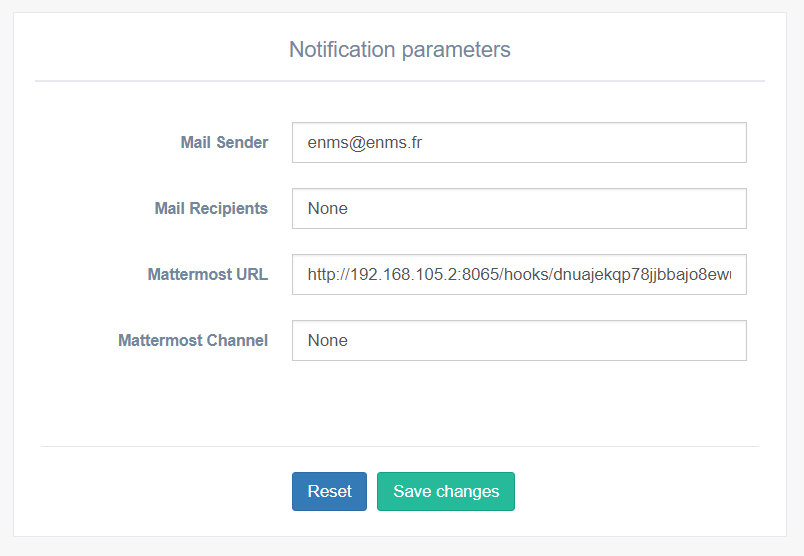 Notification parameters
Mail Sender enms@enms.fr
Mail Recipients None
Mattermost URL http://192.168.105.2:8065/hooks/dnuajekqp78jjbbajo8ew
Mattermost Channel None
Reset Save changes